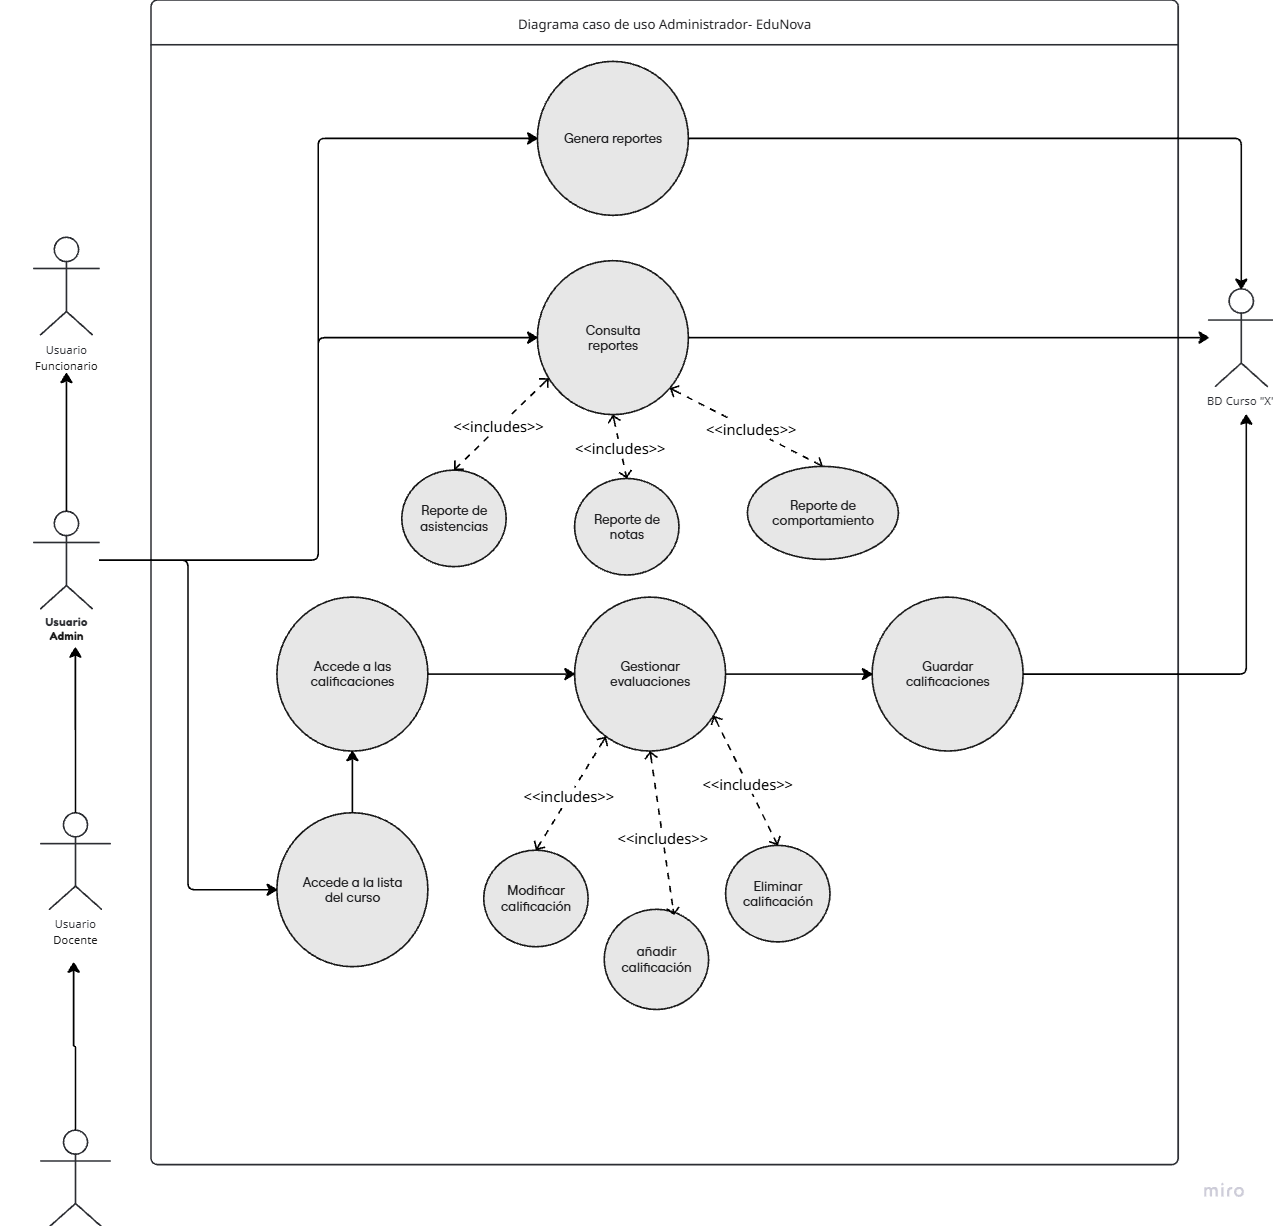 Diagrama caso de uso Administrador- EduNova
Genera reportes
Usuario
Funcionario
Consulta
reportes
BD Curso "X"
<<includes>>
<<includes>>
<<includes>>
Reporte de
asistencias
Reporte de
notas
Reporte de
comportamiento
Usuario
Admin
Accede a las
calificaciones
Gestionar
evaluaciones
Guardar
calificaciones
<<includes>>
<<includes>>
<<includes>>
Accede a la lista
del curso
Modificar
calificación
añadir
calificación
Eliminar
calificación
Usuario
Docente
miro